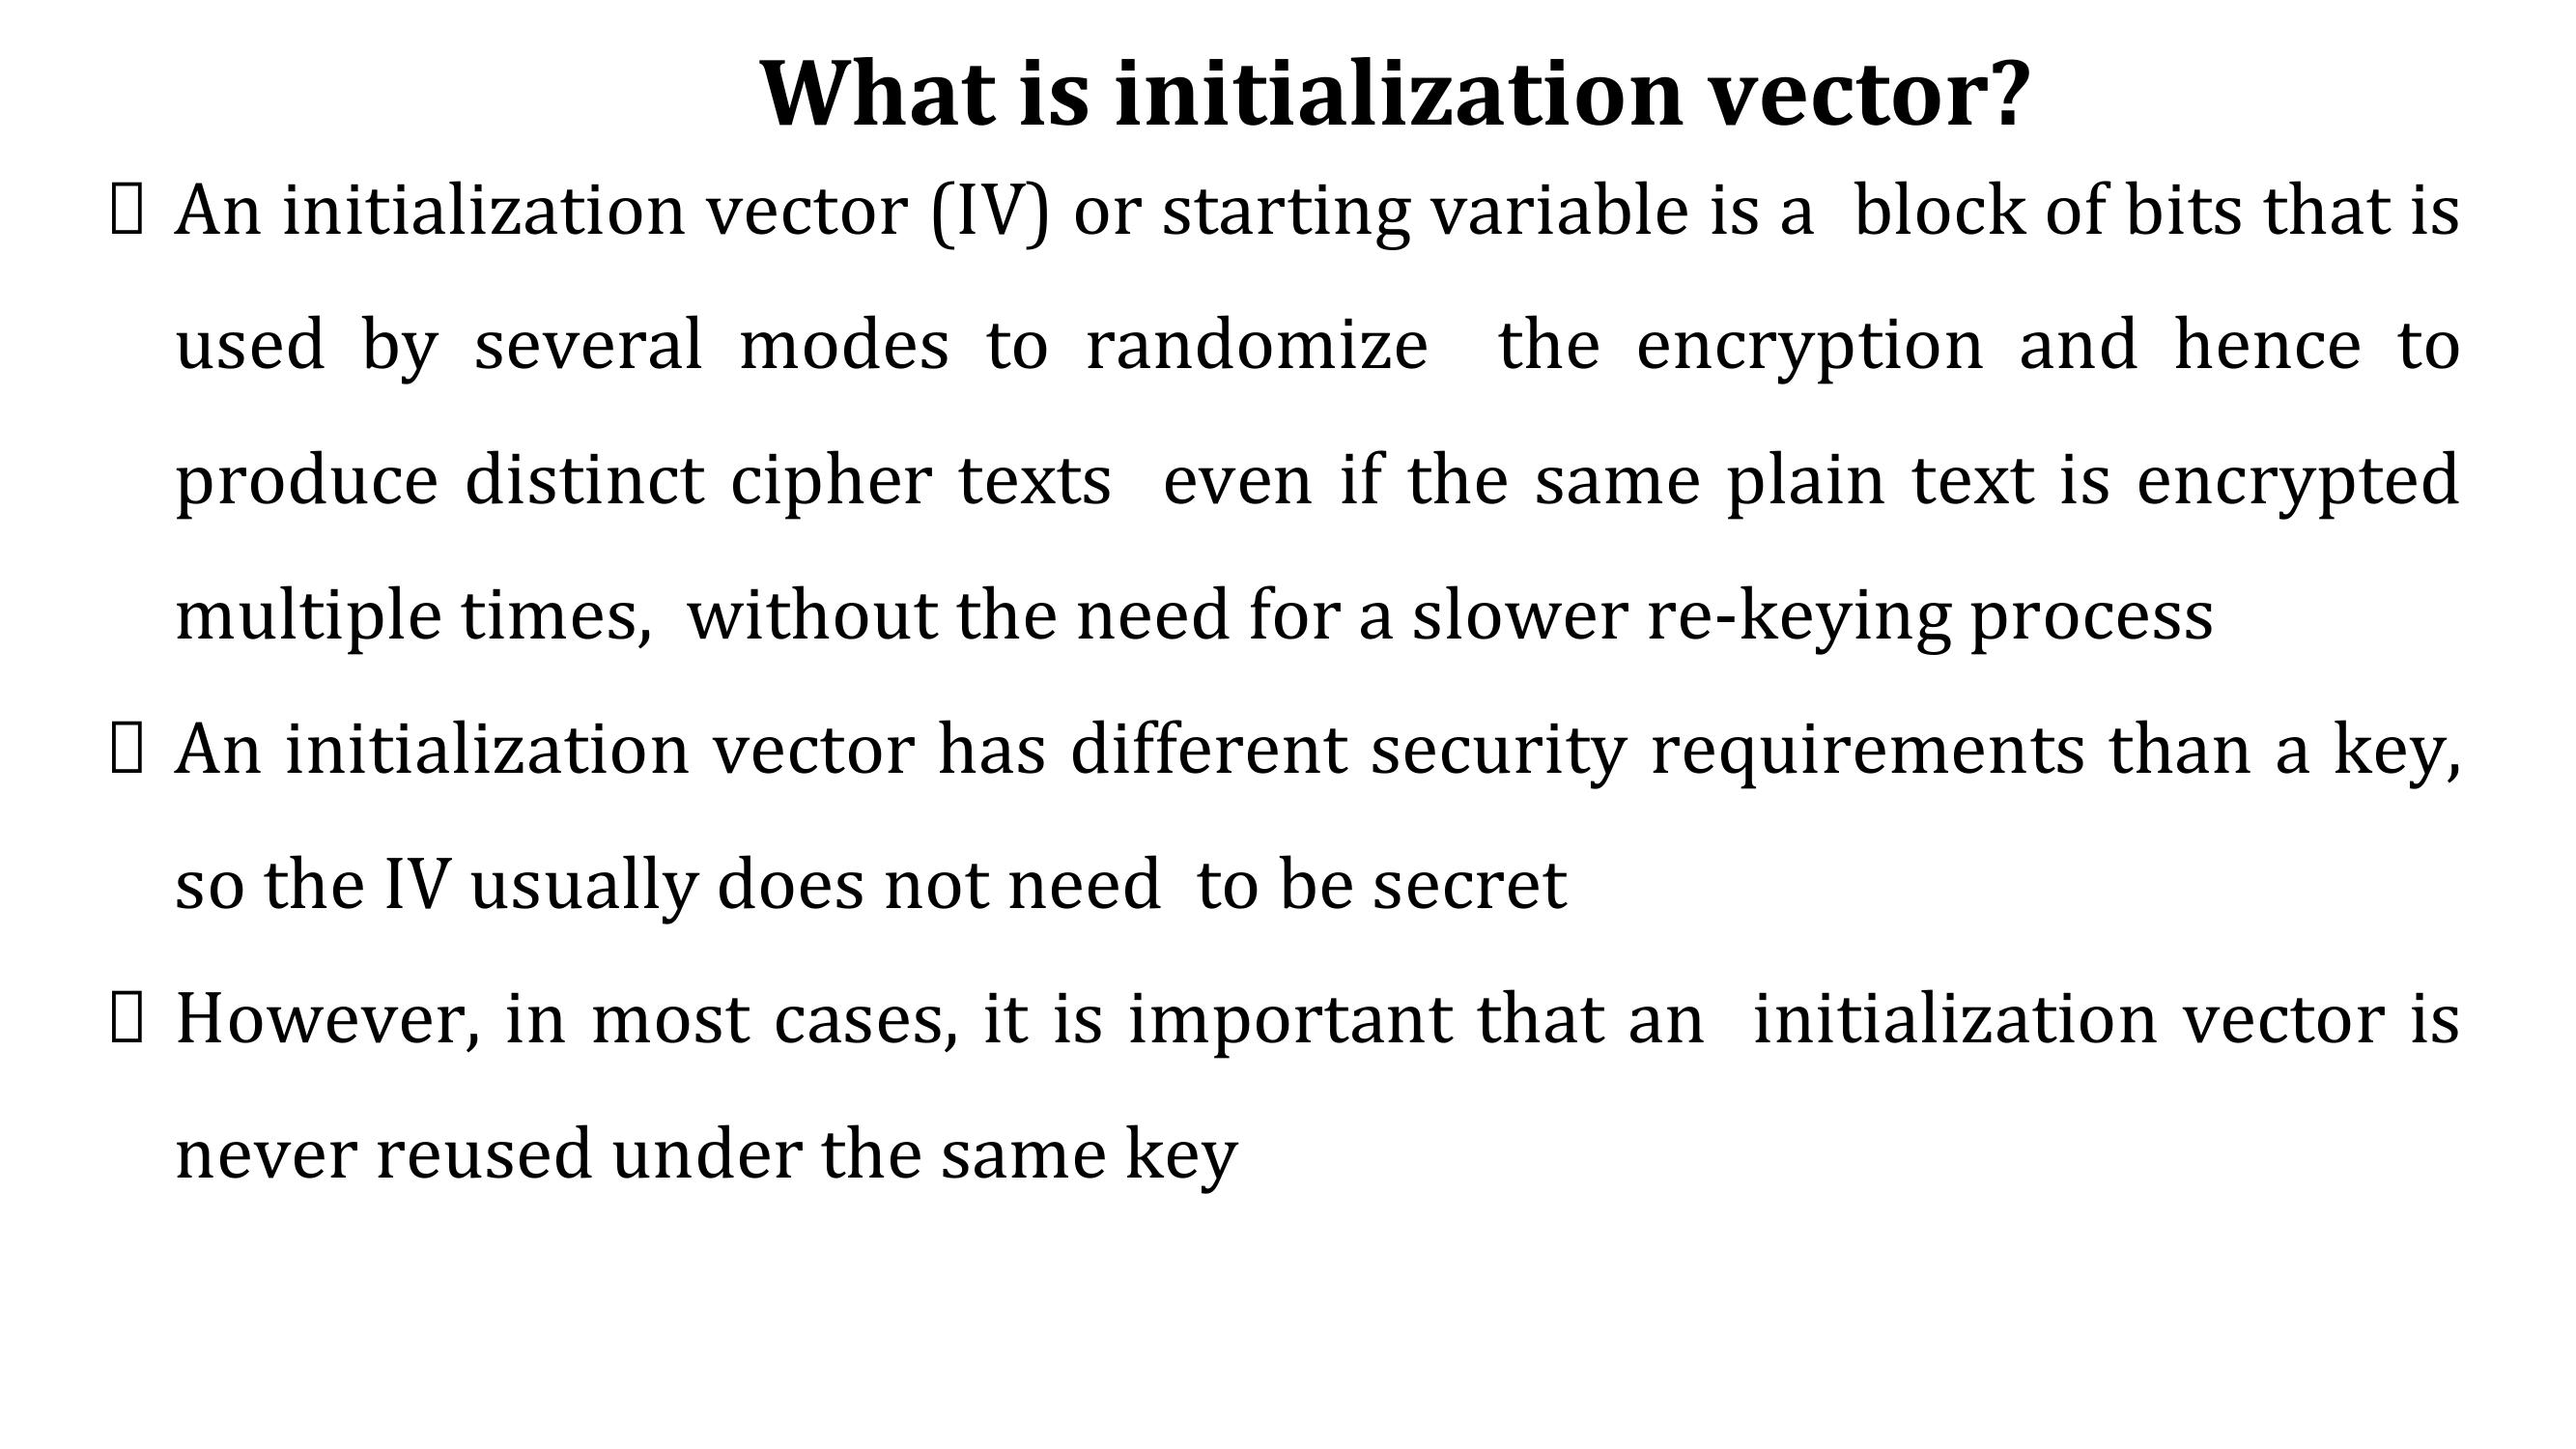 What is initialization vector?
An initialization vector (IV) or starting variable is a block of bits that is
used by several modes to randomize the encryption and hence to
produce distinct cipher texts even if the same plain text is encrypted
multiple times, without the need for a slower re-keying process
An initialization vector has different security requirements than a key,
so the IV usually does not need to be secret
However, in most cases, it is important that an initialization vector is
never reused under the same key